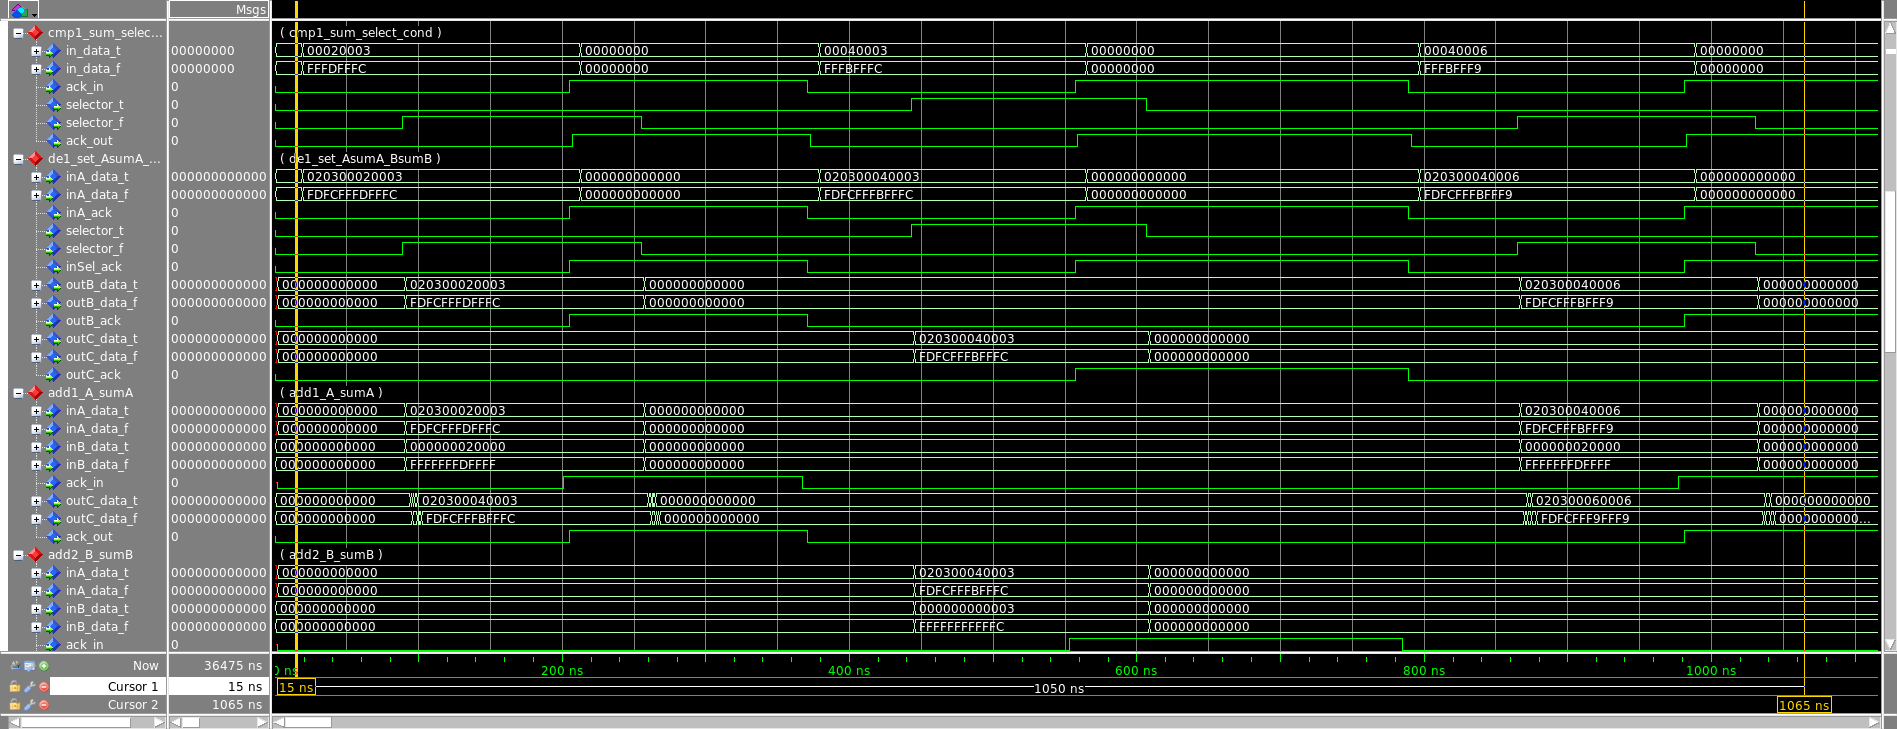 Msgs
cmp1_sum_selec... ( cmp1_sum_select_cond )
in_data_t 00000000 00020003 00000000 00040003 00000000 00040006 00000000
in_data_f 00000000 FFFDFFFC 00000000 FFFBFFFC 00000000 FFFBFFF9 00000000
ack_in 0
selector_t 0
selector_f 0
ack_out 0
de1_set_AsumA_... ( de1_set_AsumA_BsumB )
inA_data_t 000000000000 020300020003 000000000000 020300040003 000000000000 020300040006 000000000000
inA_data_f 000000000000 FDFCFFFDFFFC 000000000000 FDFCFFFBFFFC 000000000000 FDFCFFFBFFF9 000000000000
inA_ack 0
selector_t 0
selector_f 0
inSel_ack 0
outB_data_t 000000000000 000000000000 020300020003 000000000000 020300040006 000000000000
outB_data_f 000000000000 000000000000 FDFCFFFDFFFC 000000000000 FDFCFFFBFFF9 000000000000
outB_ack 0
outC_data_t 000000000000 000000000000 020300040003 000000000000
outC_data_f 000000000000 000000000000 FDFCFFFBFFFC 000000000000
outC_ack 0
add1_A_sumA ( add1_A_sumA )
inA_data_t 000000000000 000000000000 020300020003 000000000000 020300040006 000000000000
inA_data_f 000000000000 000000000000 FDFCFFFDFFFC 000000000000 FDFCFFFBFFF9 000000000000
inB_data_t 000000000000 000000000000 000000020000 000000000000 000000020000 000000000000
inB_data_f 000000000000 000000000000 FFFFFFFDFFFF 000000000000 FFFFFFFDFFFF 000000000000
ack_in 0
outC_data_t 000000000000 000000000000 020300040003 000000000000 020300060006 000000000000
outC_data_f 000000000000 000000000000 FDFCFFFBFFFC 000000000000 FDFCFFF9FFF9 0000000000...
ack_out 0
add2_B_sumB ( add2_B_sumB )
inA_data_t 000000000000 000000000000 020300040003 000000000000
inA_data_f 000000000000 000000000000 FDFCFFFBFFFC 000000000000
inB_data_t 000000000000 000000000000 000000000003 000000000000
inB_data_f 000000000000 000000000000 FFFFFFFFFFFC 000000000000
ack_in 0
Now 36475 ns 0 ns 200 ns 400 ns 600 ns 800 ns 1000 ns
Cursor 1 15 ns 15 ns 1050 ns
Cursor 2 1065 ns 1065 ns